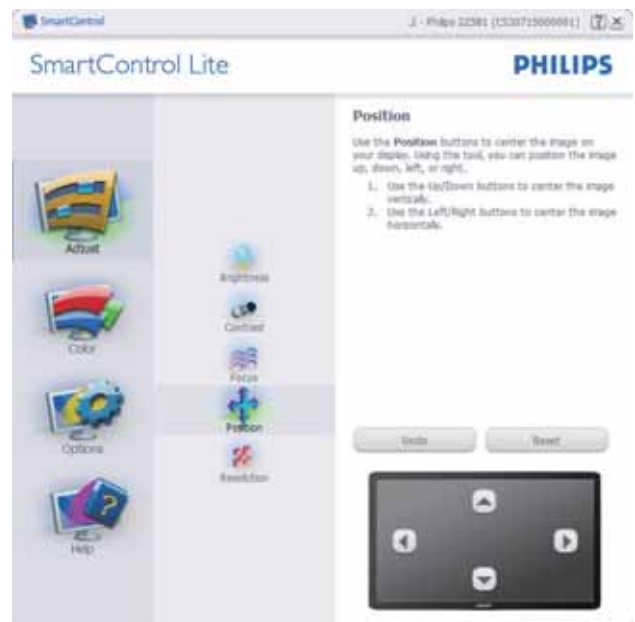 SmartControl
SmartControl Lite
PHILIPS
Position
Use the Position buttons to center the image on
your display. Using the tool, you can position the image
up, down, left, or right.
1. Use the Up/Down buttons to center the image
vertically.
2. Use the Left/Right buttons to center the image
horizontally.
Adjust
Color
Options
Help
Brightness
Contrast
Focus
Position
Resolution
Undo
Reset